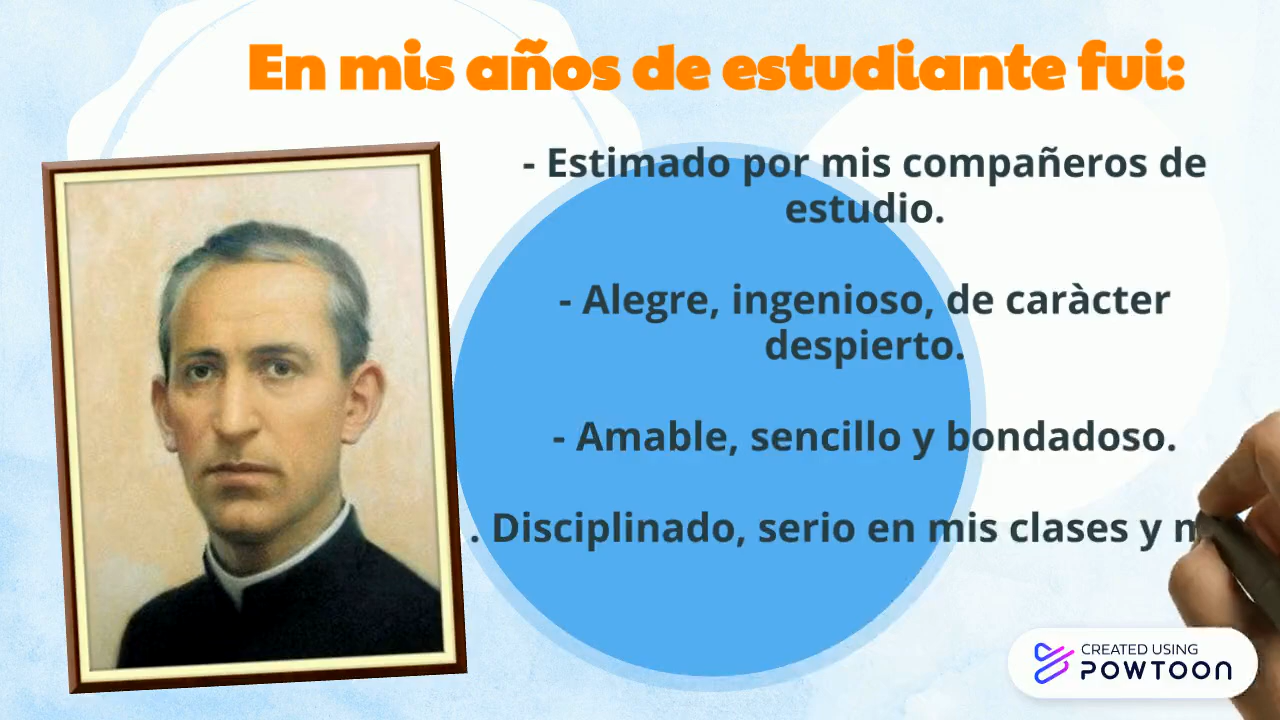 En mis años de estudiante fui:
- Estimado por mis compañeros de
estudio.
- Alegre, ingenioso, de caràcter
despierto.
- Amable, sencillo y bondadoso.
. Disciplinado, serio en mis clases y
CREATED USING
POWTOON